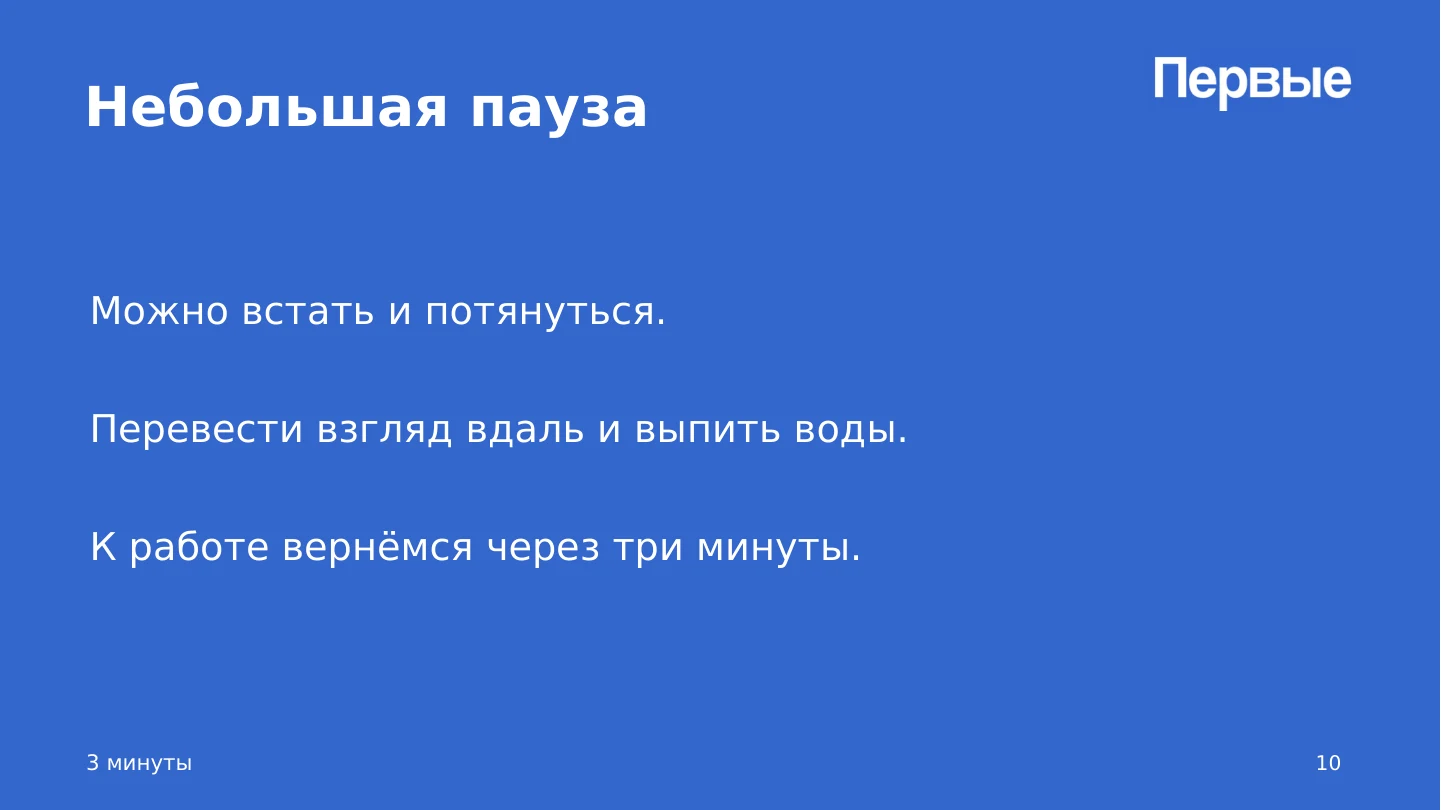 Первые
Небольшая пауза
Можно встать и потянуться.
Перевести взгляд вдаль и выпить воды.
К работе вернёмся через три минуты.
3 минуты
10